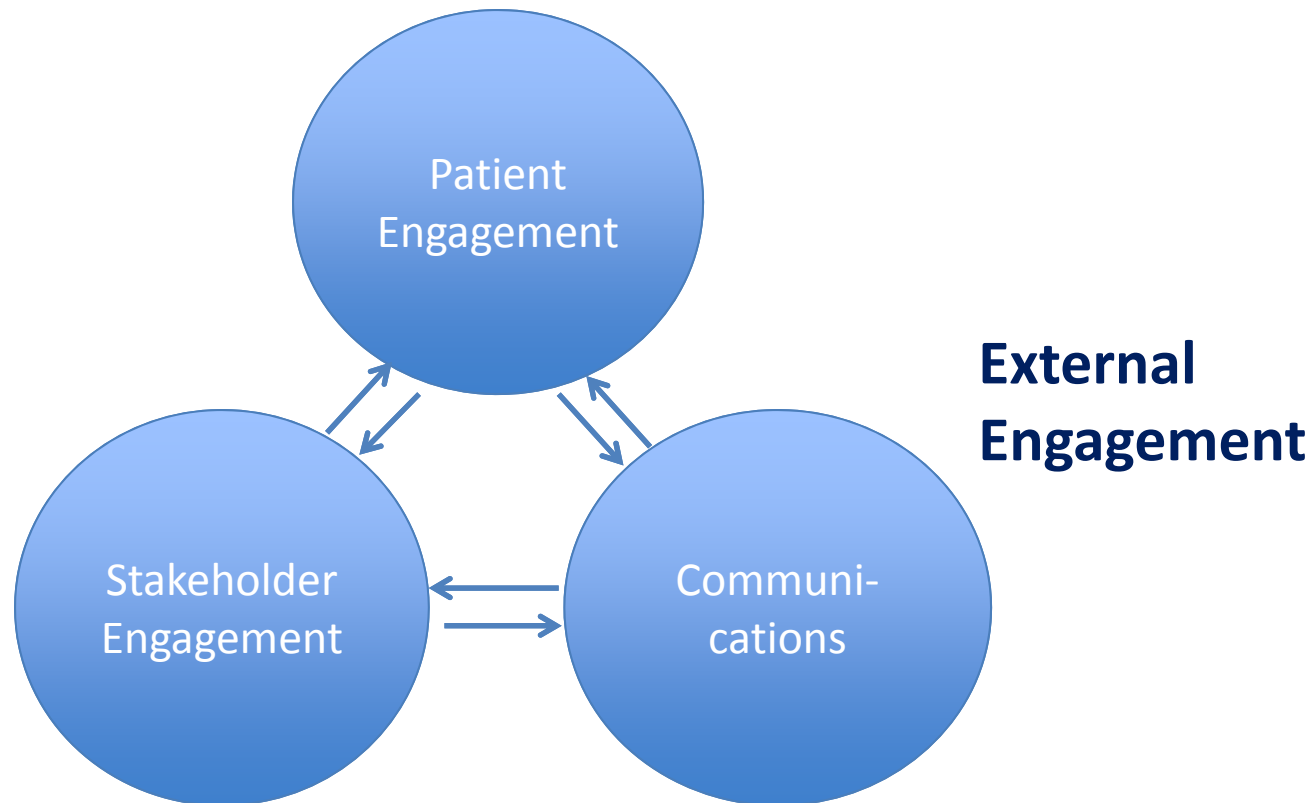 Patient
Engagement
External
Engagement
Stakeholder
Engagement
Communi-
cations